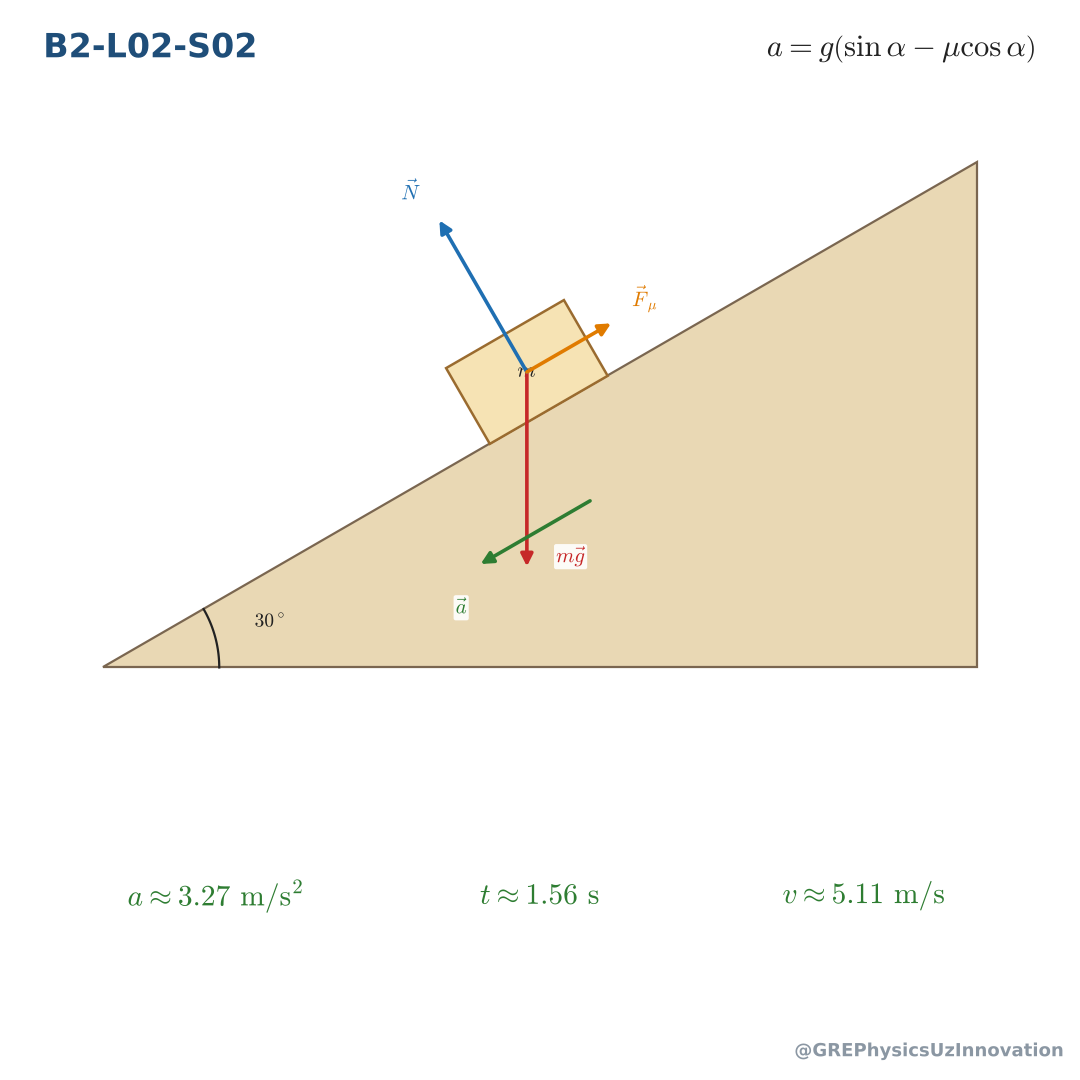 B2-L02-S02
a = g(sin α − μcos α)
N⃗
F⃗μ
m
mg⃗
a⃗
30°
a ≈ 3.27 m/s²
t ≈ 1.56 s
v ≈ 5.11 m/s
@GREPhysicsUzInnovation